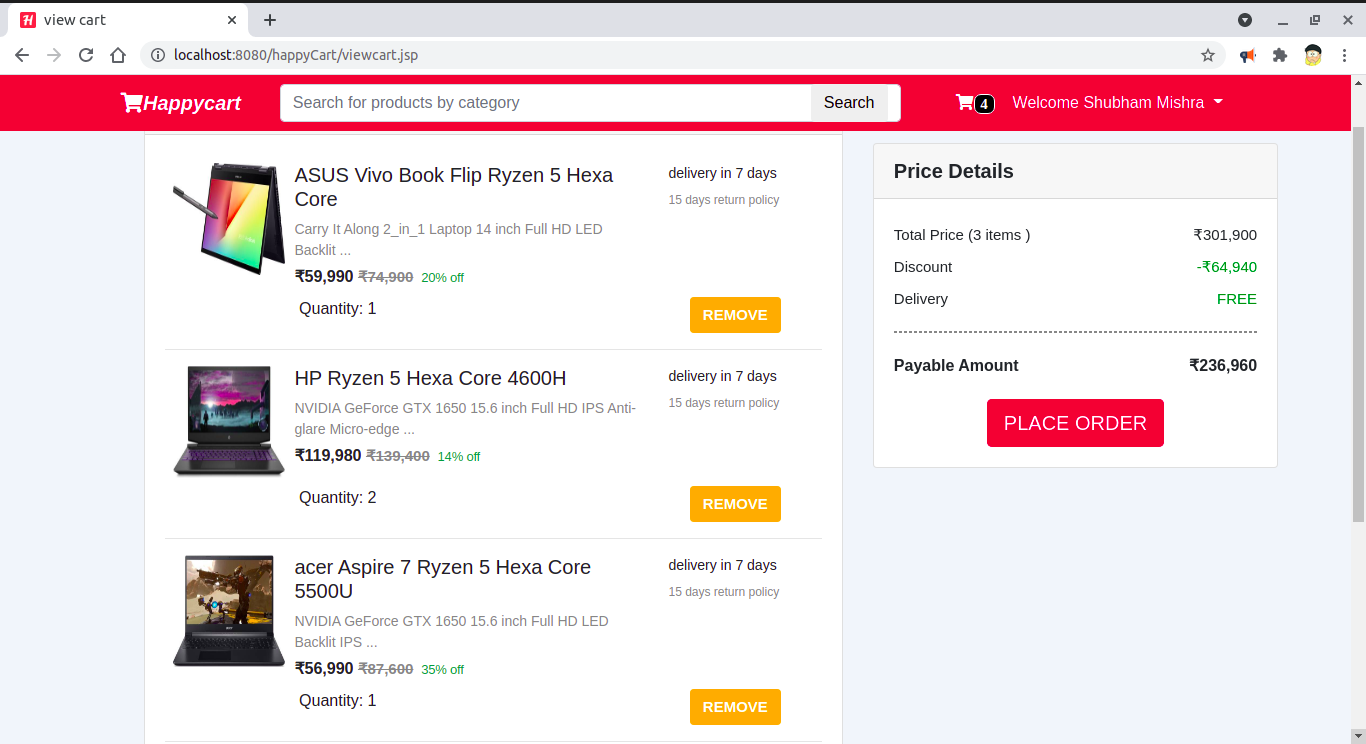 view cart
localhost:8080/happyCart/viewcart.jsp
Happycart
Search for products by category
Search
4
Welcome Shubham Mishra
ASUS Vivo Book Flip Ryzen 5 Hexa
Core
Carry It Along 2_in_1 Laptop 14 inch Full HD LED
Backlit ...
₹59,990 ₹74,900 20% off
Quantity: 1
delivery in 7 days
15 days return policy
REMOVE
HP Ryzen 5 Hexa Core 4600H
NVIDIA GeForce GTX 1650 15.6 inch Full HD IPS Anti-
glare Micro-edge ...
₹119,980 ₹139,400 14% off
Quantity: 2
delivery in 7 days
15 days return policy
REMOVE
acer Aspire 7 Ryzen 5 Hexa Core
5500U
NVIDIA GeForce GTX 1650 15.6 inch Full HD LED
Backlit IPS ...
₹56,990 ₹87,600 35% off
Quantity: 1
delivery in 7 days
15 days return policy
REMOVE
Price Details
Total Price (3 items ) ₹301,900
Discount -₹64,940
Delivery FREE
Payable Amount ₹236,960
PLACE ORDER